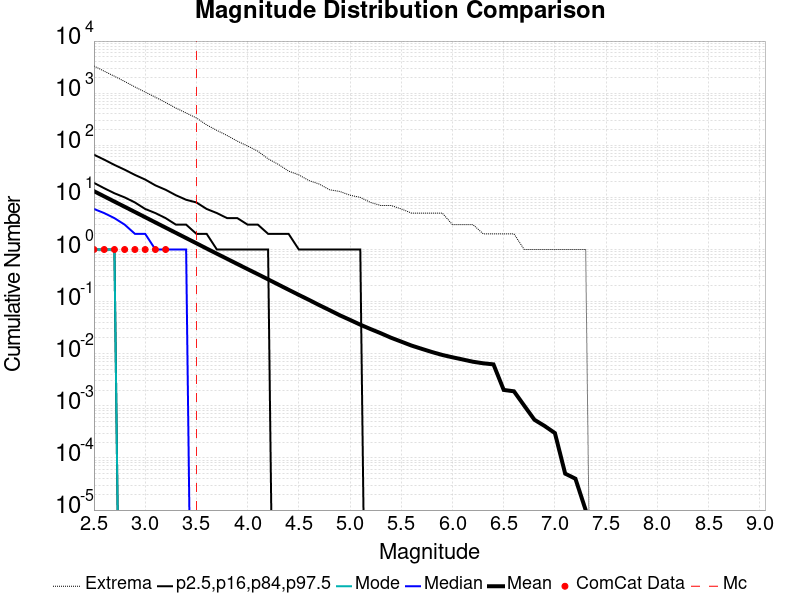 Magnitude Distribution Comparison
10^4
10^3
10^2
10^1
10^0
10^-1
10^-2
10^-3
10^-4
10^-5
Cumulative Number
2.5 3.0 3.5 4.0 4.5 5.0 5.5 6.0 6.5 7.0 7.5 8.0 8.5 9.0
Magnitude
Extrema p2.5,p16,p84,p97.5 Mode Median Mean ComCat Data Mc